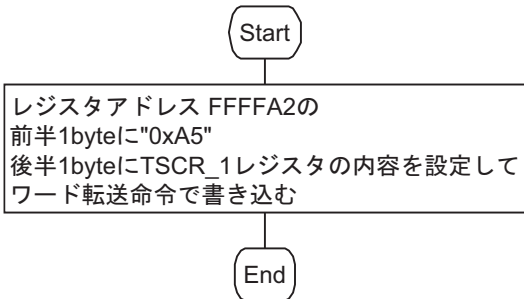 Start
レジスタアドレス FFFFA2の
前半1byteに"0xA5"
後半1byteにTSCR_1レジスタの内容を設定して
ワード転送命令で書き込む
End